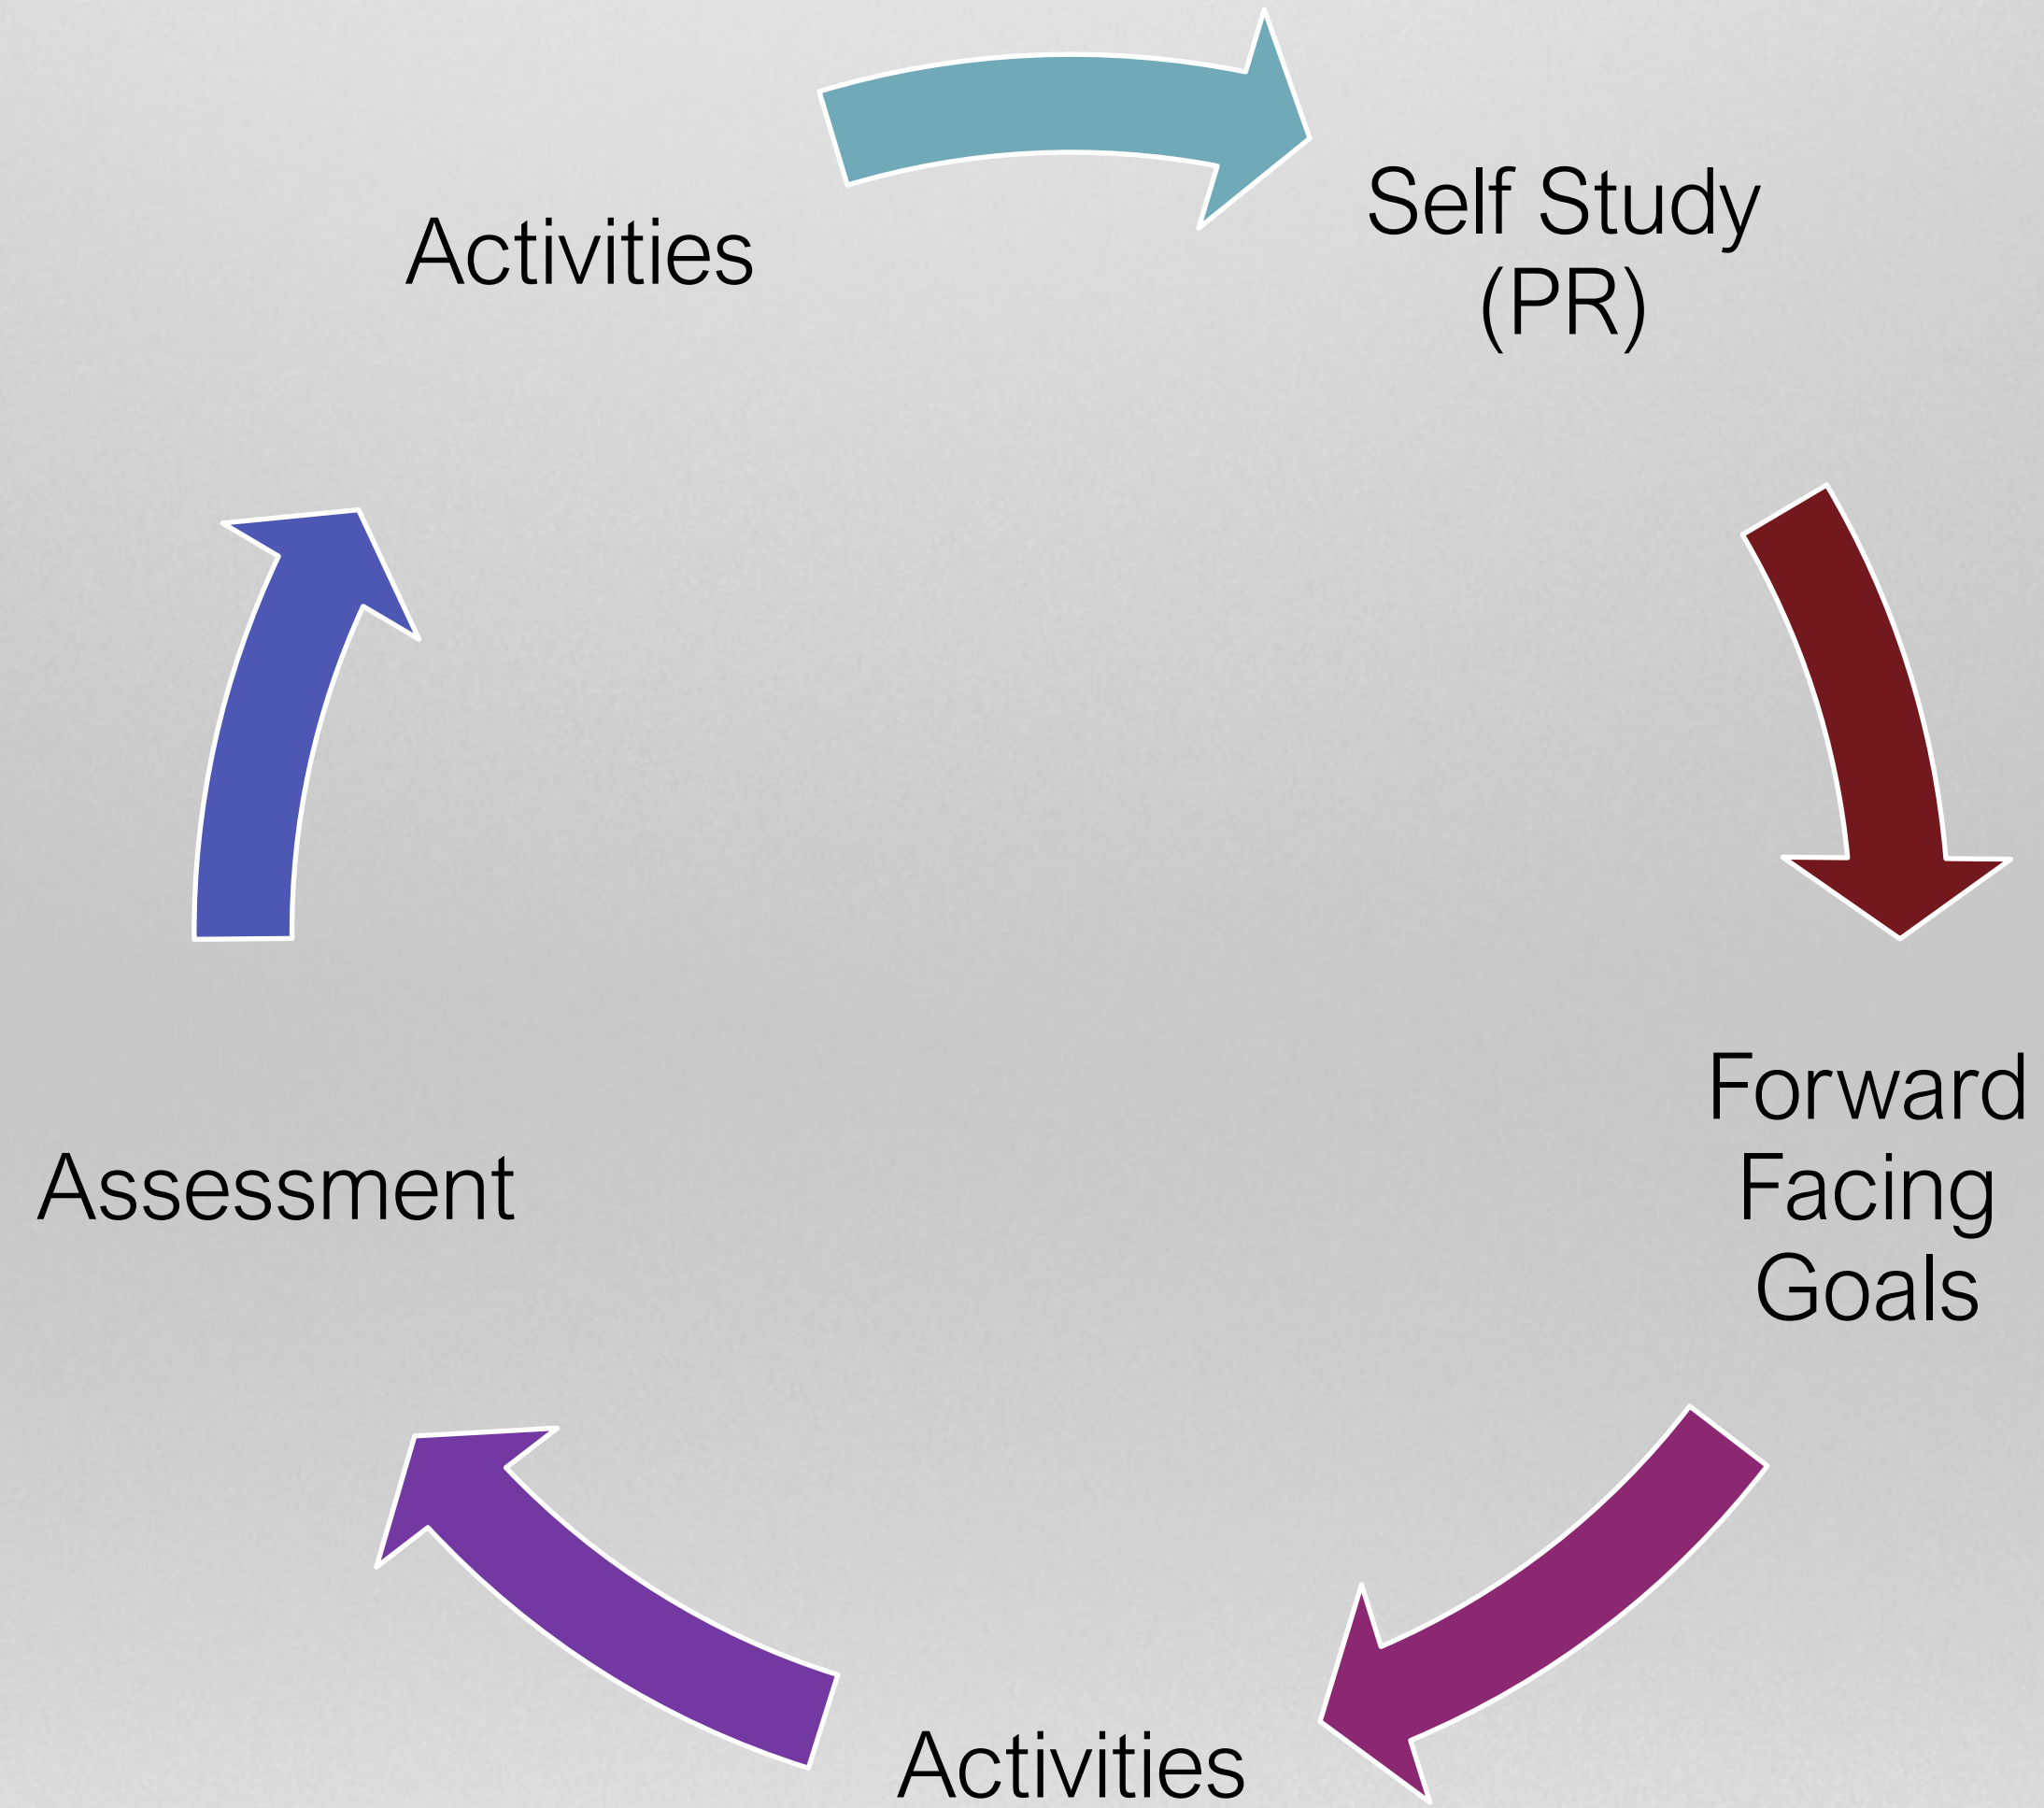 Activities
Self Study
(PR)
Forward
Facing
Goals
Activities
Assessment